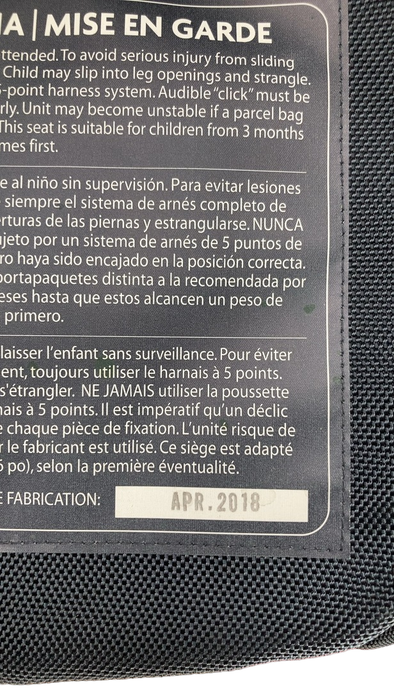 IA | MISE EN GARDE
ttended. To avoid serious injury from sliding
Child may slip into leg openings and strangle.
-point harness system. Audible “click” must be
rly. Unit may become unstable if a parcel bag
This seat is suitable for children from 3 months
mes first.
e al niño sin supervisión. Para evitar lesiones
siempre el sistema de arnés completo de
rturas de las piernas y estrangularse. NUNCA
ujeto por un sistema de arnés de 5 puntos de
ro haya sido encajado en la posición correcta.
portapaquetes distinta a la recomendada por
eses hasta que estos alcancen un peso de
primero.
laisser l’enfant sans surveillance. Pour éviter
ent, toujours utiliser le harnais à 5 points.
s'étrangler. NE JAMAIS utiliser la poussette
nais à 5 points. Il est impératif qu’un déclic
e chaque pièce de fixation. L’unité risque de
r le fabricant est utilisé. Ce siège est adapté
6 po), selon la première éventualité.
E FABRICATION: APR.2018